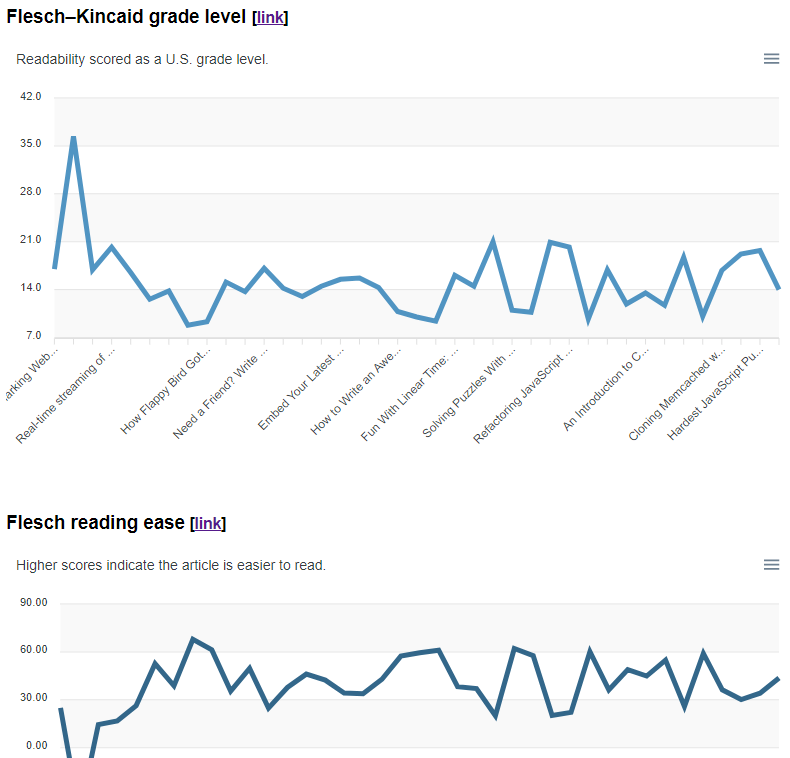 Flesch–Kincaid grade level [link]
Readability scored as a U.S. grade level.
42.0
35.0
28.0
21.0
14.0
7.0
arking Web...
Real-time streaming of ...
How Flappy Bird Got...
Need a Friend? Write ...
Embed Your Latest ...
How to Write an Awe...
Fun With Linear Time: ...
Solving Puzzles With ...
Refactoring JavaScript ...
An Introduction to C...
Cloning Memcached w...
Hardest JavaScript Pu...
Flesch reading ease [link]
Higher scores indicate the article is easier to read.
90.00
60.00
30.00
0.00